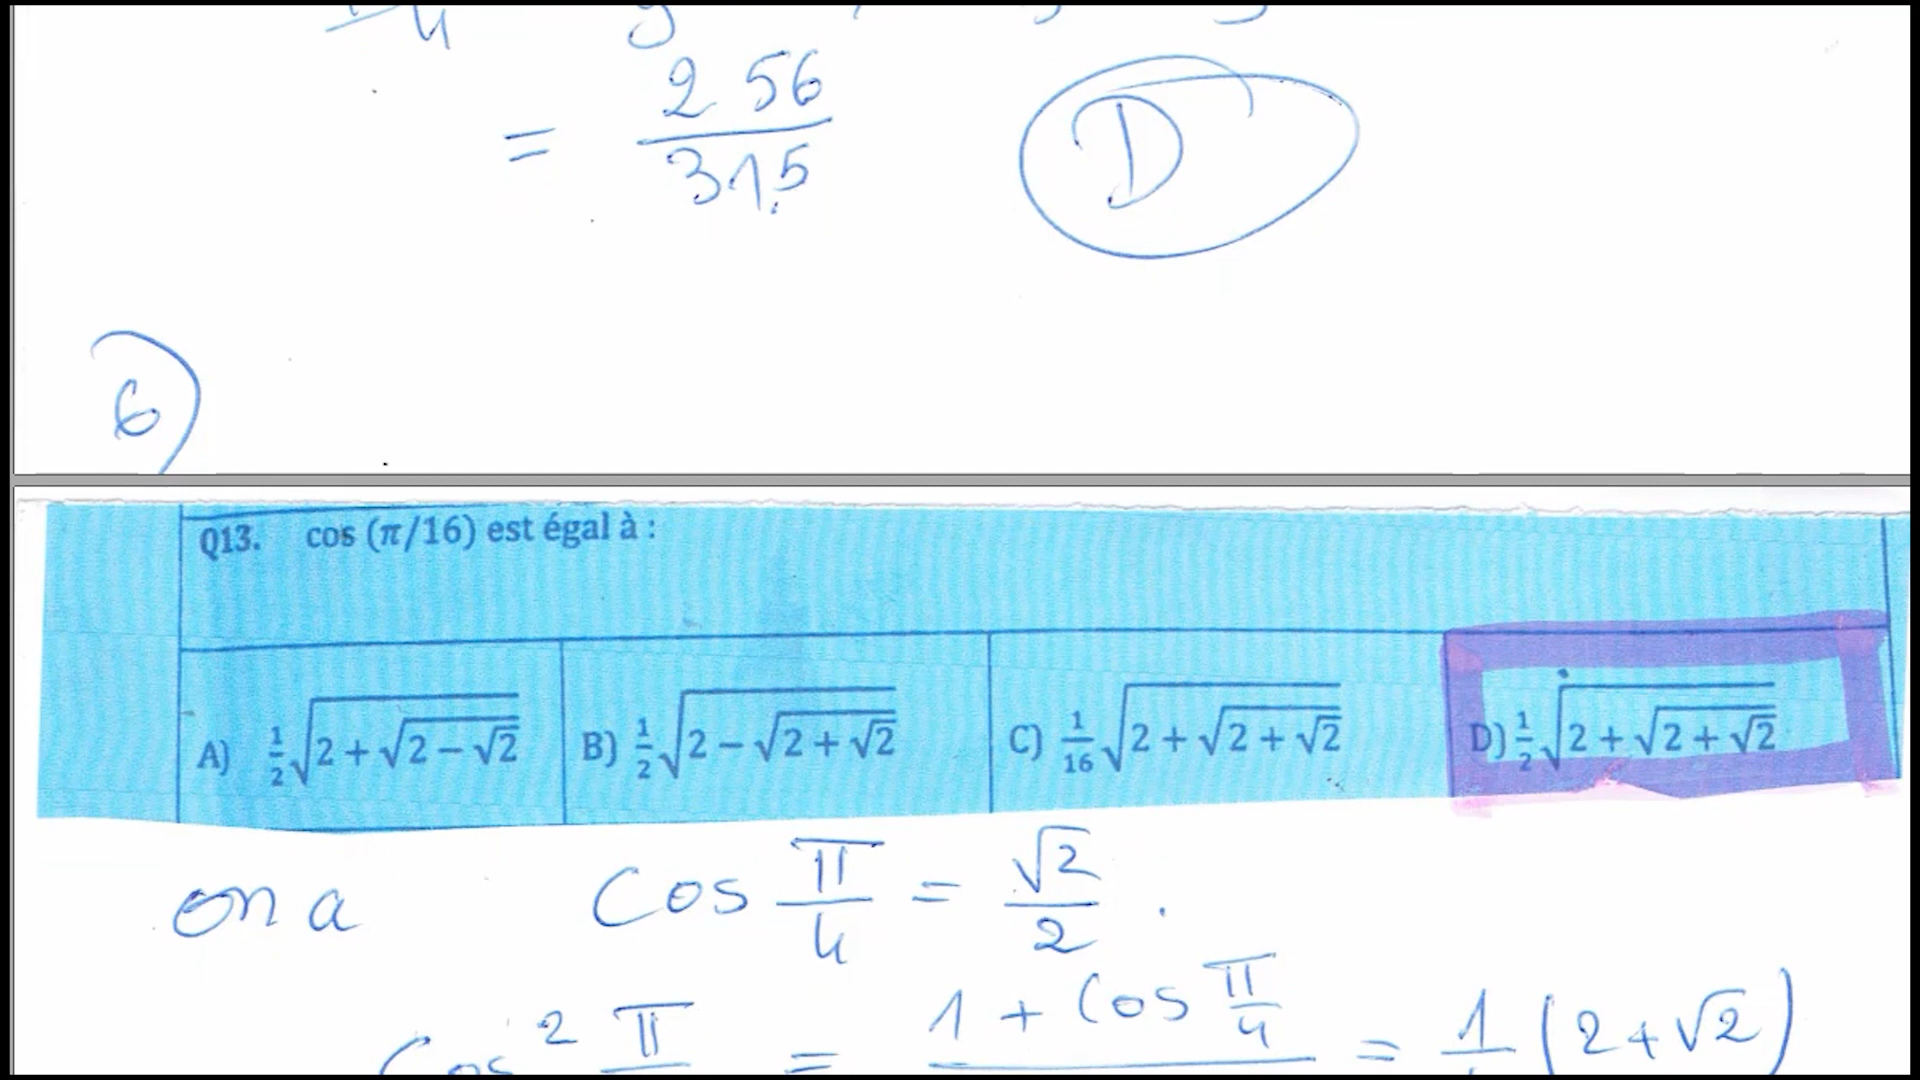 = 256/315 D
6)
Q13. cos (π/16) est égal à :
A) 1/2 √(2 + √(2 − √2)) B) 1/2 √(2 − √(2 + √2)) C) 1/16 √(2 + √(2 + √2)) D) 1/2 √(2 + √(2 + √2))
on a Cos π/4 = √2/2 .
Cos² π = 1 + Cos π/4 = 1 (2+√2)